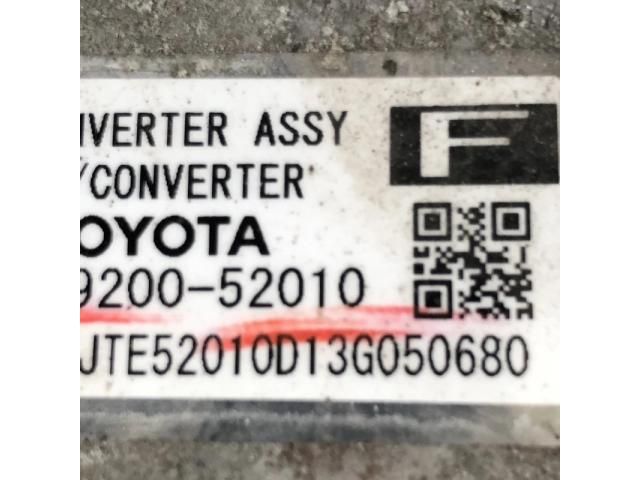 NVERTER ASSY
F
/CONVERTER
OYOTA
9200-52010
JTE52010D13G050680